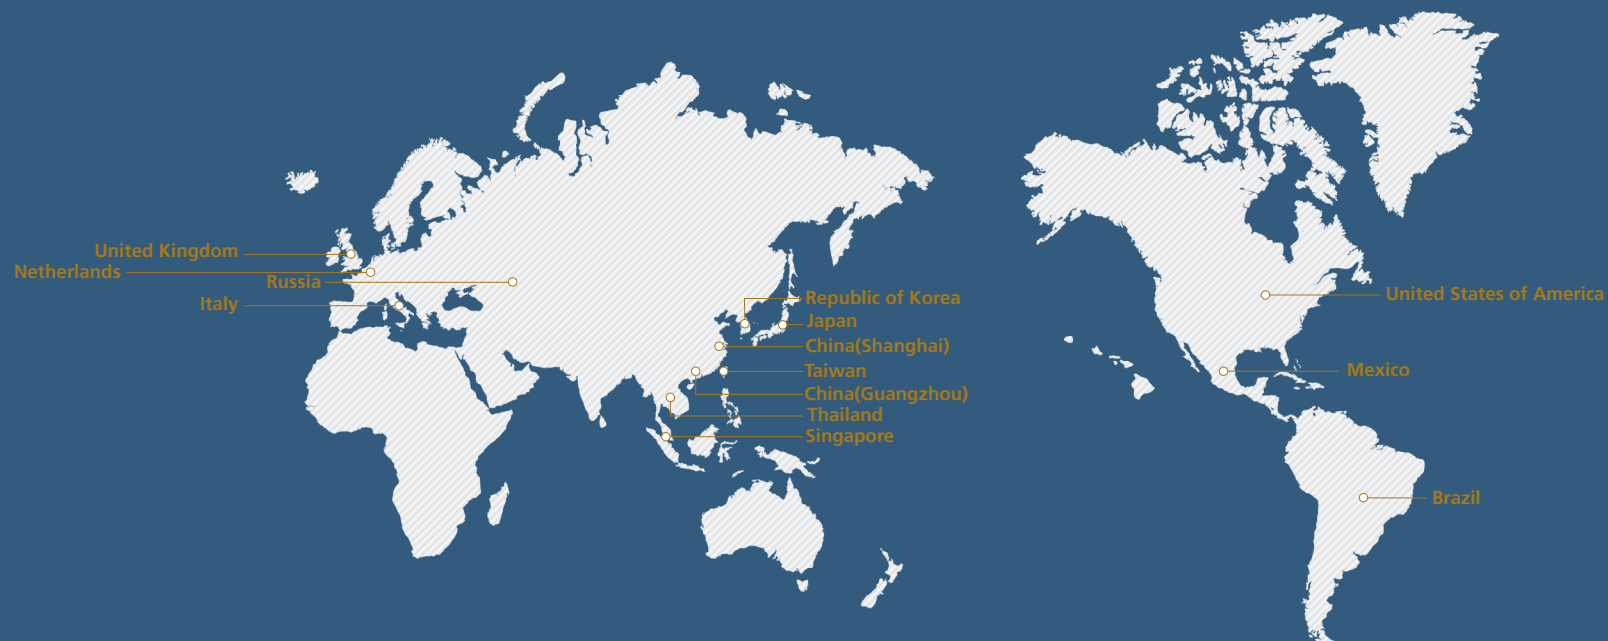 United Kingdom
Netherlands
Russia
Italy
Republic of Korea
Japan
China(Shanghai)
Taiwan
China(Guangzhou)
Thailand
Singapore
United States of America
Mexico
Brazil